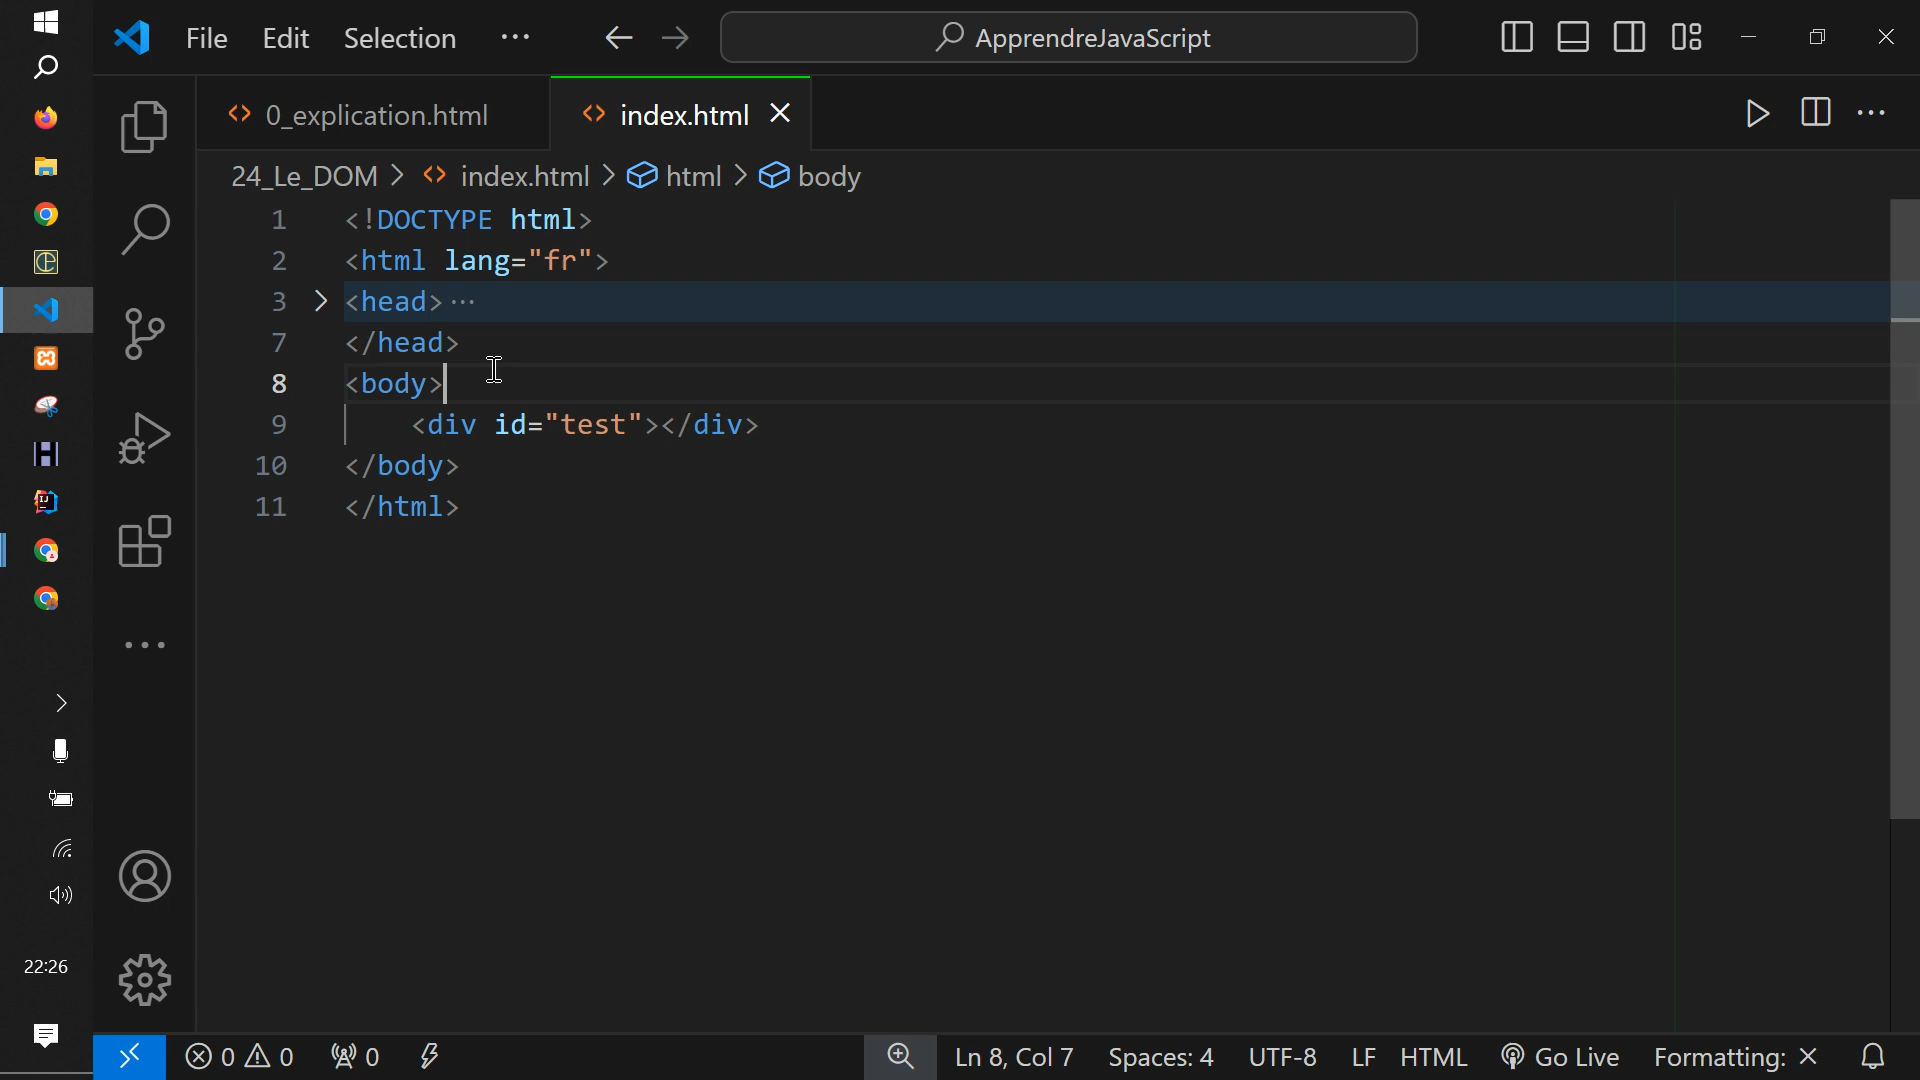 File Edit Selection ··· ApprendreJavaScript
0_explication.html index.html
24_Le_DOM > index.html > html > body
1 <!DOCTYPE html>
2 <html lang="fr">
3 <head>···
7 </head>
8 <body>
9 <div id="test"></div>
10 </body>
11 </html>
22:26
0 0 0 Ln 8, Col 7 Spaces: 4 UTF-8 LF HTML Go Live Formatting: ×